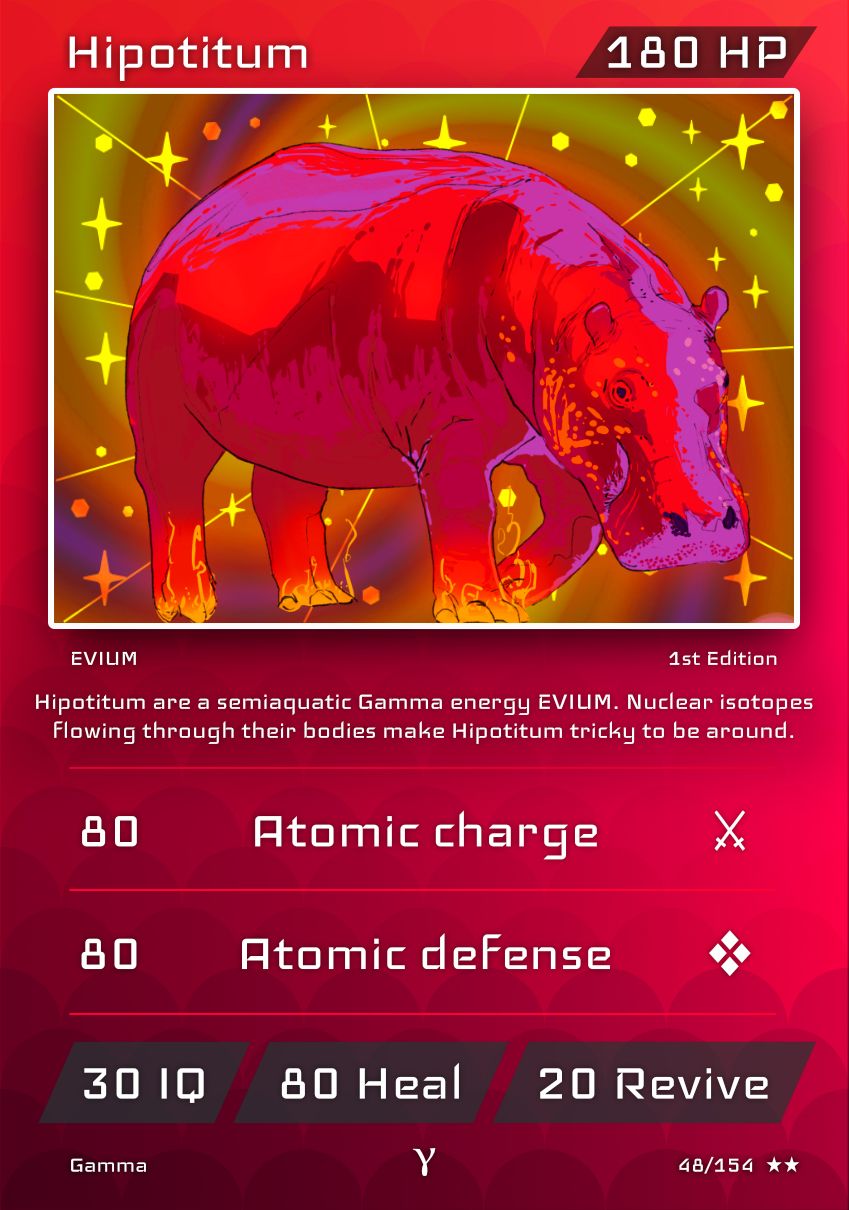 Hipotitum
180 HP
EVIUM
1st Edition
Hipotitum are a semiaquatic Gamma energy EVIUM. Nuclear isotopes
flowing through their bodies make Hipotitum tricky to be around.
80 Atomic charge
80 Atomic defense
30 IQ
80 Heal
20 Revive
Gamma
γ
48/154 ★★